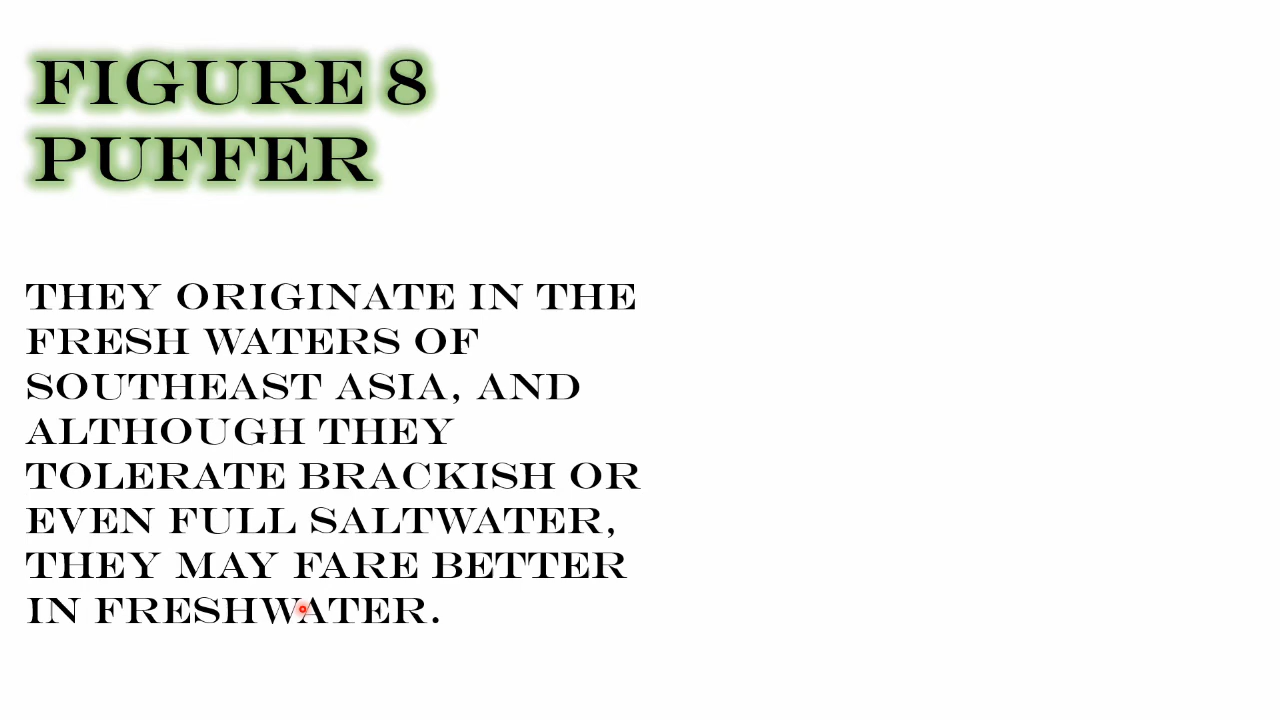 FIGURE 8
PUFFER
THEY ORIGINATE IN THE
FRESH WATERS OF
SOUTHEAST ASIA, AND
ALTHOUGH THEY
TOLERATE BRACKISH OR
EVEN FULL SALTWATER,
THEY MAY FARE BETTER
IN FRESHWATER.